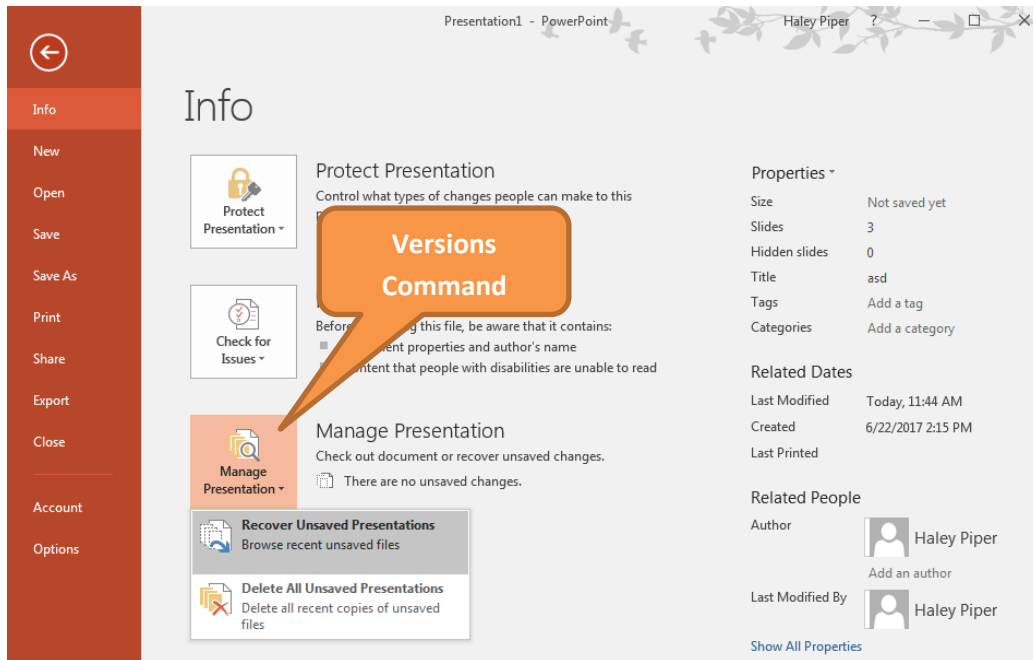 Presentation1 - PowerPoint
Haley Piper
?
Info
New
Open
Save
Save As
Print
Share
Export
Close
Account
Options
Info
Protect
Presentation
Protect Presentation
Control what types of changes people can make to this
Versions
Command
Check for
Issues
Before this file, be aware that it contains:
properties and author's name
that people with disabilities are unable to read
Manage
Presentation
Manage Presentation
Check out document or recover unsaved changes.
There are no unsaved changes.
Recover Unsaved Presentations
Browse recent unsaved files
Delete All Unsaved Presentations
Delete all recent copies of unsaved
files
Properties
Size Not saved yet
Slides 3
Hidden slides 0
Title asd
Tags Add a tag
Categories Add a category
Related Dates
Last Modified Today, 11:44 AM
Created 6/22/2017 2:15 PM
Last Printed
Related People
Author Haley Piper
Add an author
Last Modified By Haley Piper
Show All Properties